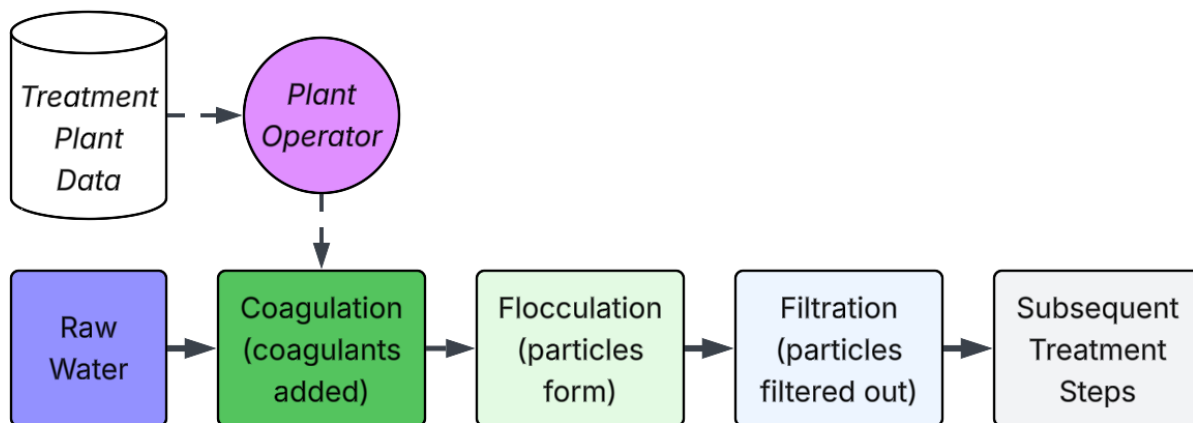 Treatment
Plant
Data
Plant
Operator
Raw
Water
Coagulation
(coagulants
added)
Flocculation
(particles
form)
Filtration
(particles
filtered out)
Subsequent
Treatment
Steps